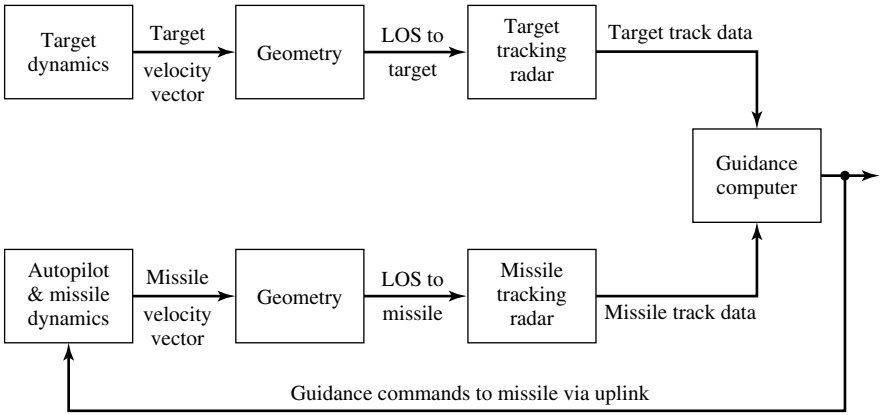 Target
dynamics
Target
velocity
vector
Geometry
LOS to
target
Target
tracking
radar
Target track data
Guidance
computer
Autopilot
& missile
dynamics
Missile
velocity
vector
Geometry
LOS to
missile
Missile
tracking
radar
Missile track data
Guidance commands to missile via uplink